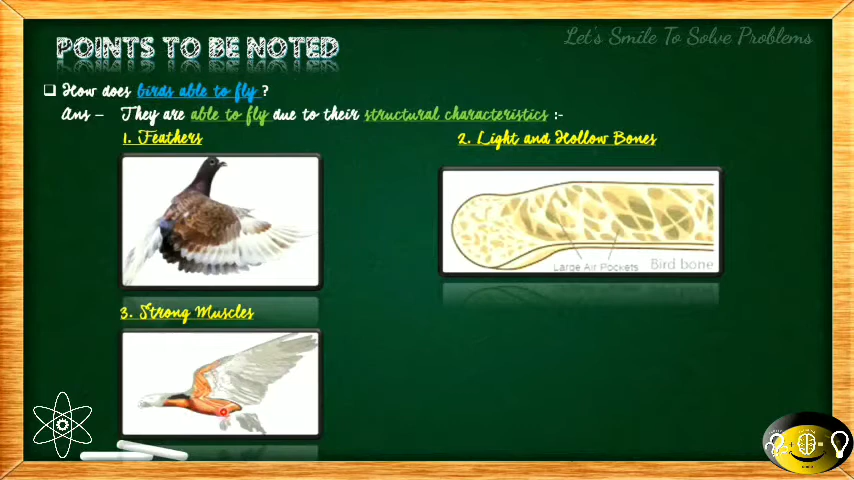 Let's Smile To Solve Problems
POINTS TO BE NOTED
How does birds able to fly ?
Ans – They are able to fly due to their structural characteristics :-
1. Feathers
2. Light and Hollow Bones
Large Air Pockets
Bird bone
3. Strong Muscles